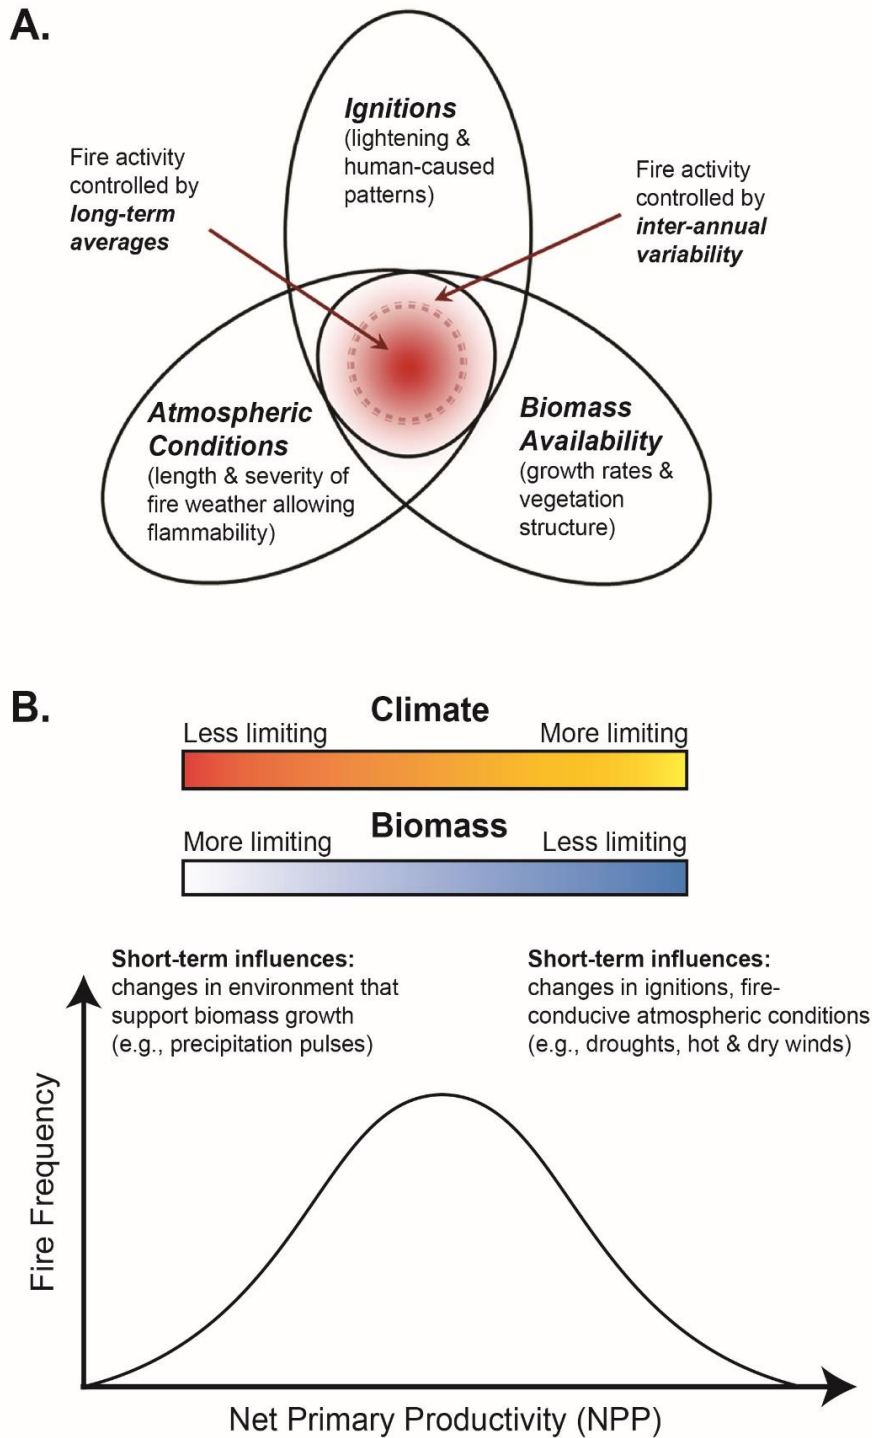 A.
Ignitions
(lightening &
human-caused
patterns)
Fire activity
controlled by
long-term
averages
Fire activity
controlled by
inter-annual
variability
Atmospheric
Conditions
(length & severity of
fire weather allowing
flammability)
Biomass
Availability
(growth rates &
vegetation
structure)
B.
Climate
Less limiting
More limiting
Biomass
More limiting
Less limiting
Short-term influences:
changes in environment that
support biomass growth
(e.g., precipitation pulses)
Short-term influences:
changes in ignitions, fire-
conducive atmospheric conditions
(e.g., droughts, hot & dry winds)
Fire Frequency
Net Primary Productivity (NPP)